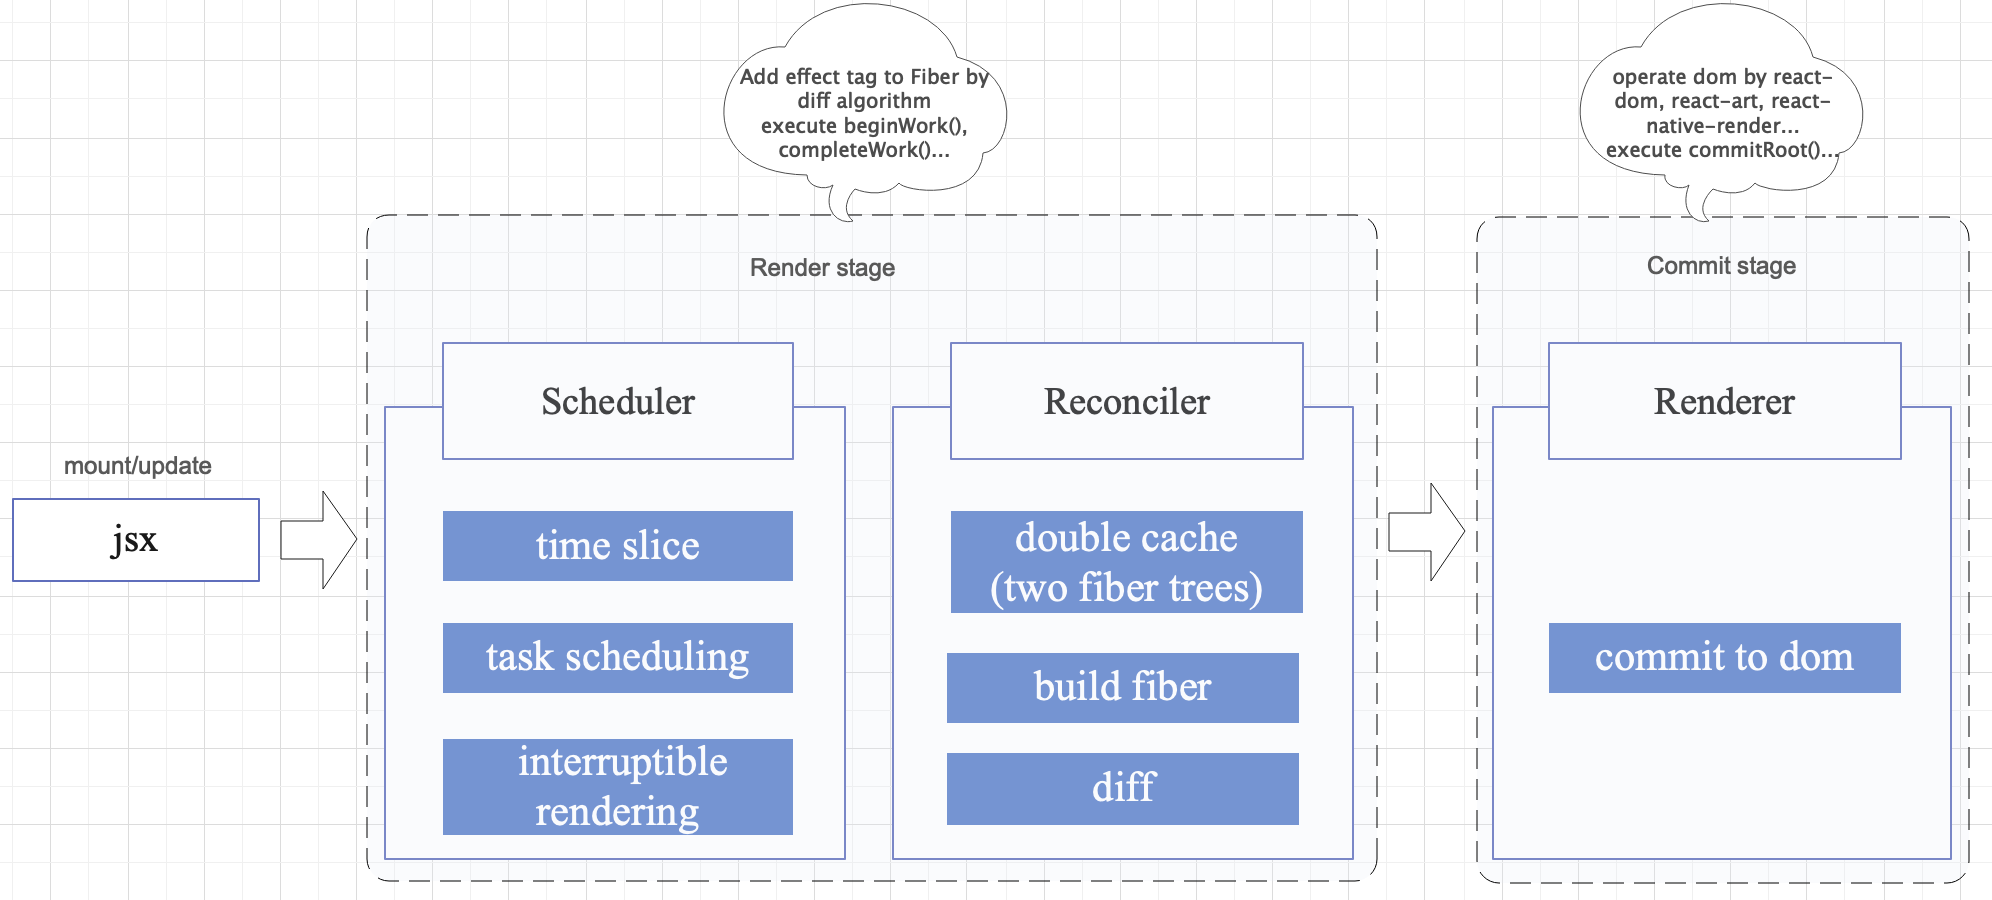 Add effect tag to Fiber by
diff algorithm
execute beginWork(),
completeWork()...
operate dom by react-
dom, react-art, react-
native-render...
execute commitRoot()...
Render stage
Commit stage
mount/update
jsx
Scheduler
time slice
task scheduling
interruptible
rendering
Reconciler
double cache
(two fiber trees)
build fiber
diff
Renderer
commit to dom